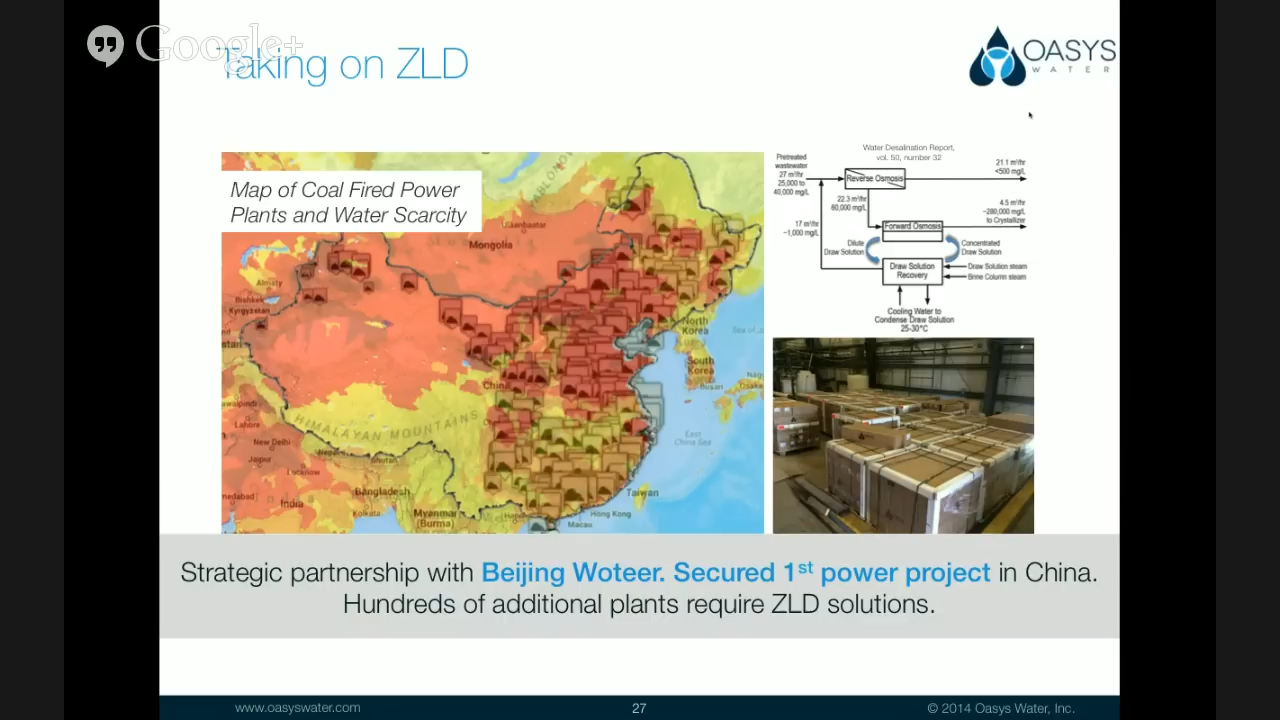 Google+
Taking on ZLD
OASYS
WATER
Map of Coal Fired Power
Plants and Water Scarcity
Mongolia
Ulaanbaatar
Almaty
Bishkek
Kyrgyzstan
North
Korea
South
Korea
Busan
China
HIMALAYAN MOUNTAINS
Lahore
New Delhi
Nepal
Bhutan
Jaipur
Lucknow
East
China Sea
Taiwan
India
Bangladesh
Kolkata
Myanmar
(Burma)
Hong Kong
Macau
Water Desalination Report,
vol. 50, number 32
Pretreated
wastewater
27 m³/hr
25,000 to
40,000 mg/L
Reverse Osmosis
21.1 m³/hr
<500 mg/L
22.3 m³/hr
60,000 mg/L
4.5 m³/hr
~280,000 mg/L
to Crystallizer
17 m³/hr
~1,000 mg/L
Forward Osmosis
Dilute
Draw Solution
Concentrated
Draw Solution
Draw Solution
Recovery
Draw Solution steam
Brine Column steam
Cooling Water to
Condense Draw Solution
25-30°C
Strategic partnership with Beijing Woteer. Secured 1st power project in China.
Hundreds of additional plants require ZLD solutions.
www.oasyswater.com
27
© 2014 Oasys Water, Inc.